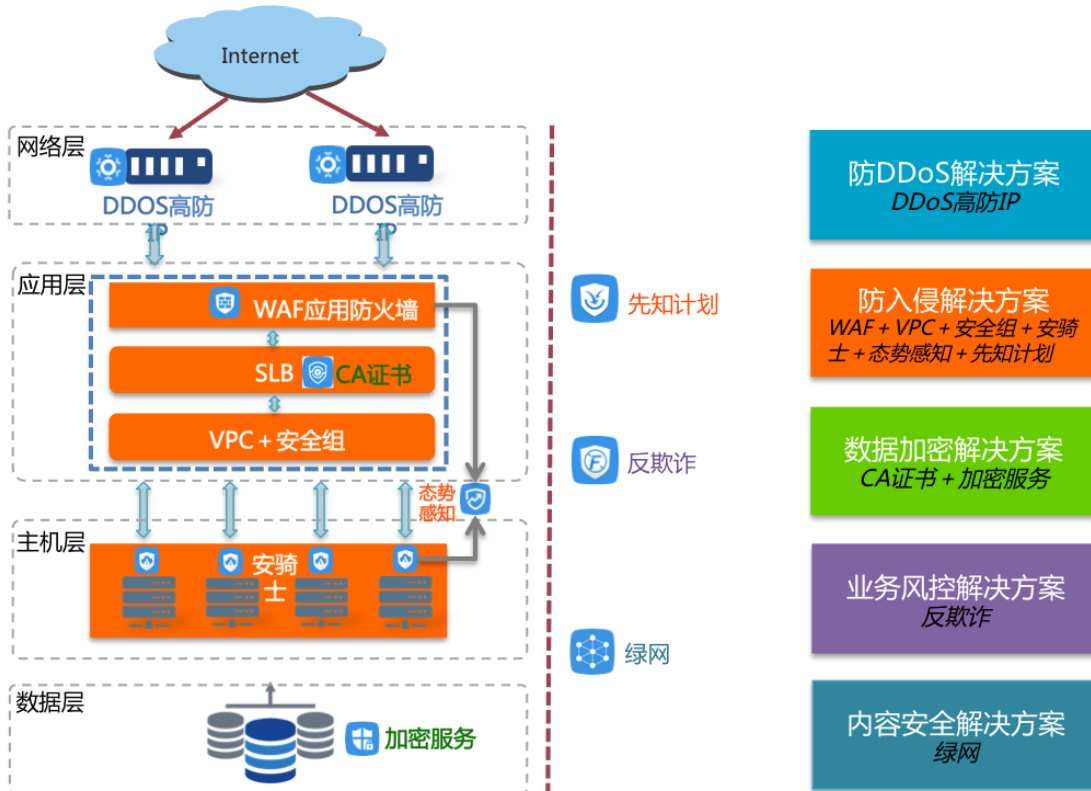 Internet
网络层
DDOS高防
IP
DDOS高防
IP
应用层
WAF应用防火墙
SLB
CA证书
VPC+安全组
态势
感知
主机层
安骑
士
数据层
加密服务
先知计划
反欺诈
绿网
防DDoS解决方案
DDoS高防IP
防入侵解决方案
WAF+VPC+安全组+安骑
士+态势感知+先知计划
数据加密解决方案
CA证书+加密服务
业务风控解决方案
反欺诈
内容安全解决方案
绿网